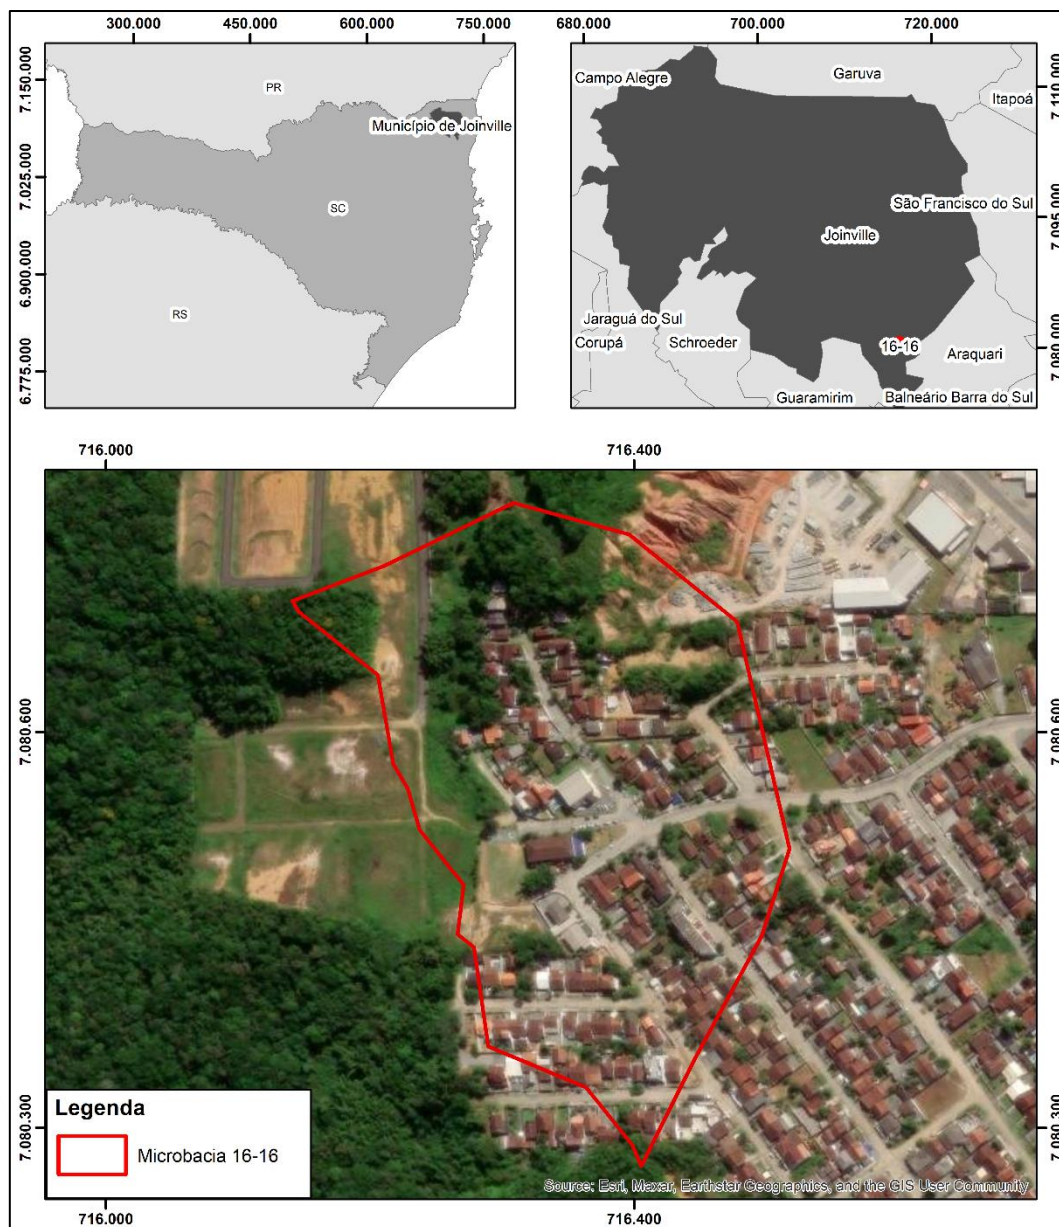 300.000
450.000
600.000
750.000
7.150.000
7.025.000
6.900.000
6.775.000
PR
Município de Joinville
SC
RS
680.000
700.000
720.000
7.110.000
7.095.000
7.080.000
Campo Alegre
Garuva
Itapoá
São Francisco do Sul
Joinville
Jaraguá do Sul
Corupá
Schroeder
16-16
Araquari
Guaramirim
Balneário Barra do Sul
716.000
716.400
7.080.600
7.080.600
7.080.300
7.080.300
Legenda
Microbacia 16-16
Source: Esri, Maxar, Earthstar Geographics, and the GIS User Community
716.000
716.400